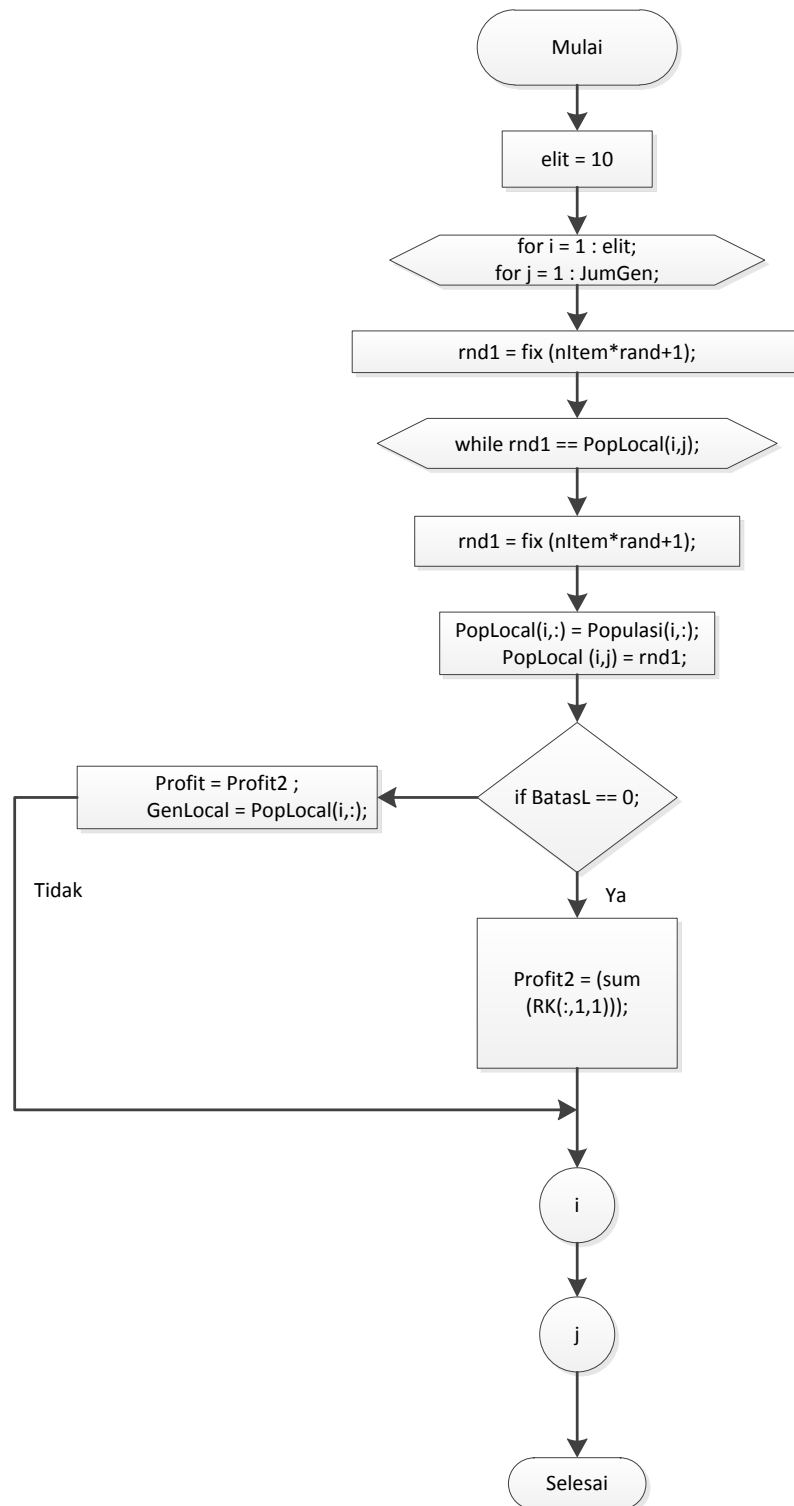 Mulai
elit = 10
for i = 1 : elit;
for j = 1 : JumGen;
rnd1 = fix (nItem*rand+1);
while rnd1 == PopLocal(i,j);
rnd1 = fix (nItem*rand+1);
PopLocal(i,:) = Populasi(i,:);
PopLocal (i,j) = rnd1;
if BatasL == 0;
Profit = Profit2 ;
GenLocal = PopLocal(i,:);
Tidak
Ya
Profit2 = (sum
(RK(:,1,1)));
i
j
Selesai